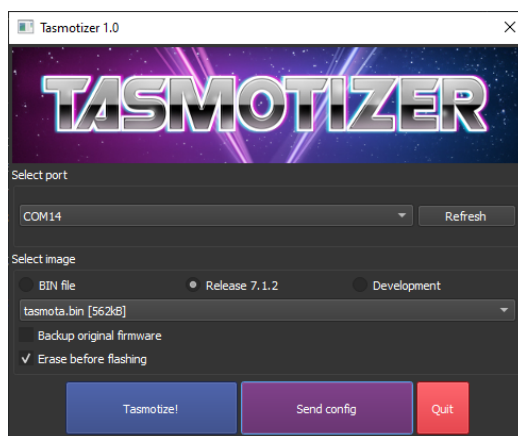 Tasmotizer 1.0
TASMOTIZER
Select port
COM14
Refresh
Select image
BIN file Release 7.1.2 Development
tasmota.bin [562kB]
Backup original firmware
Erase before flashing
Tasmotize! Send config Quit